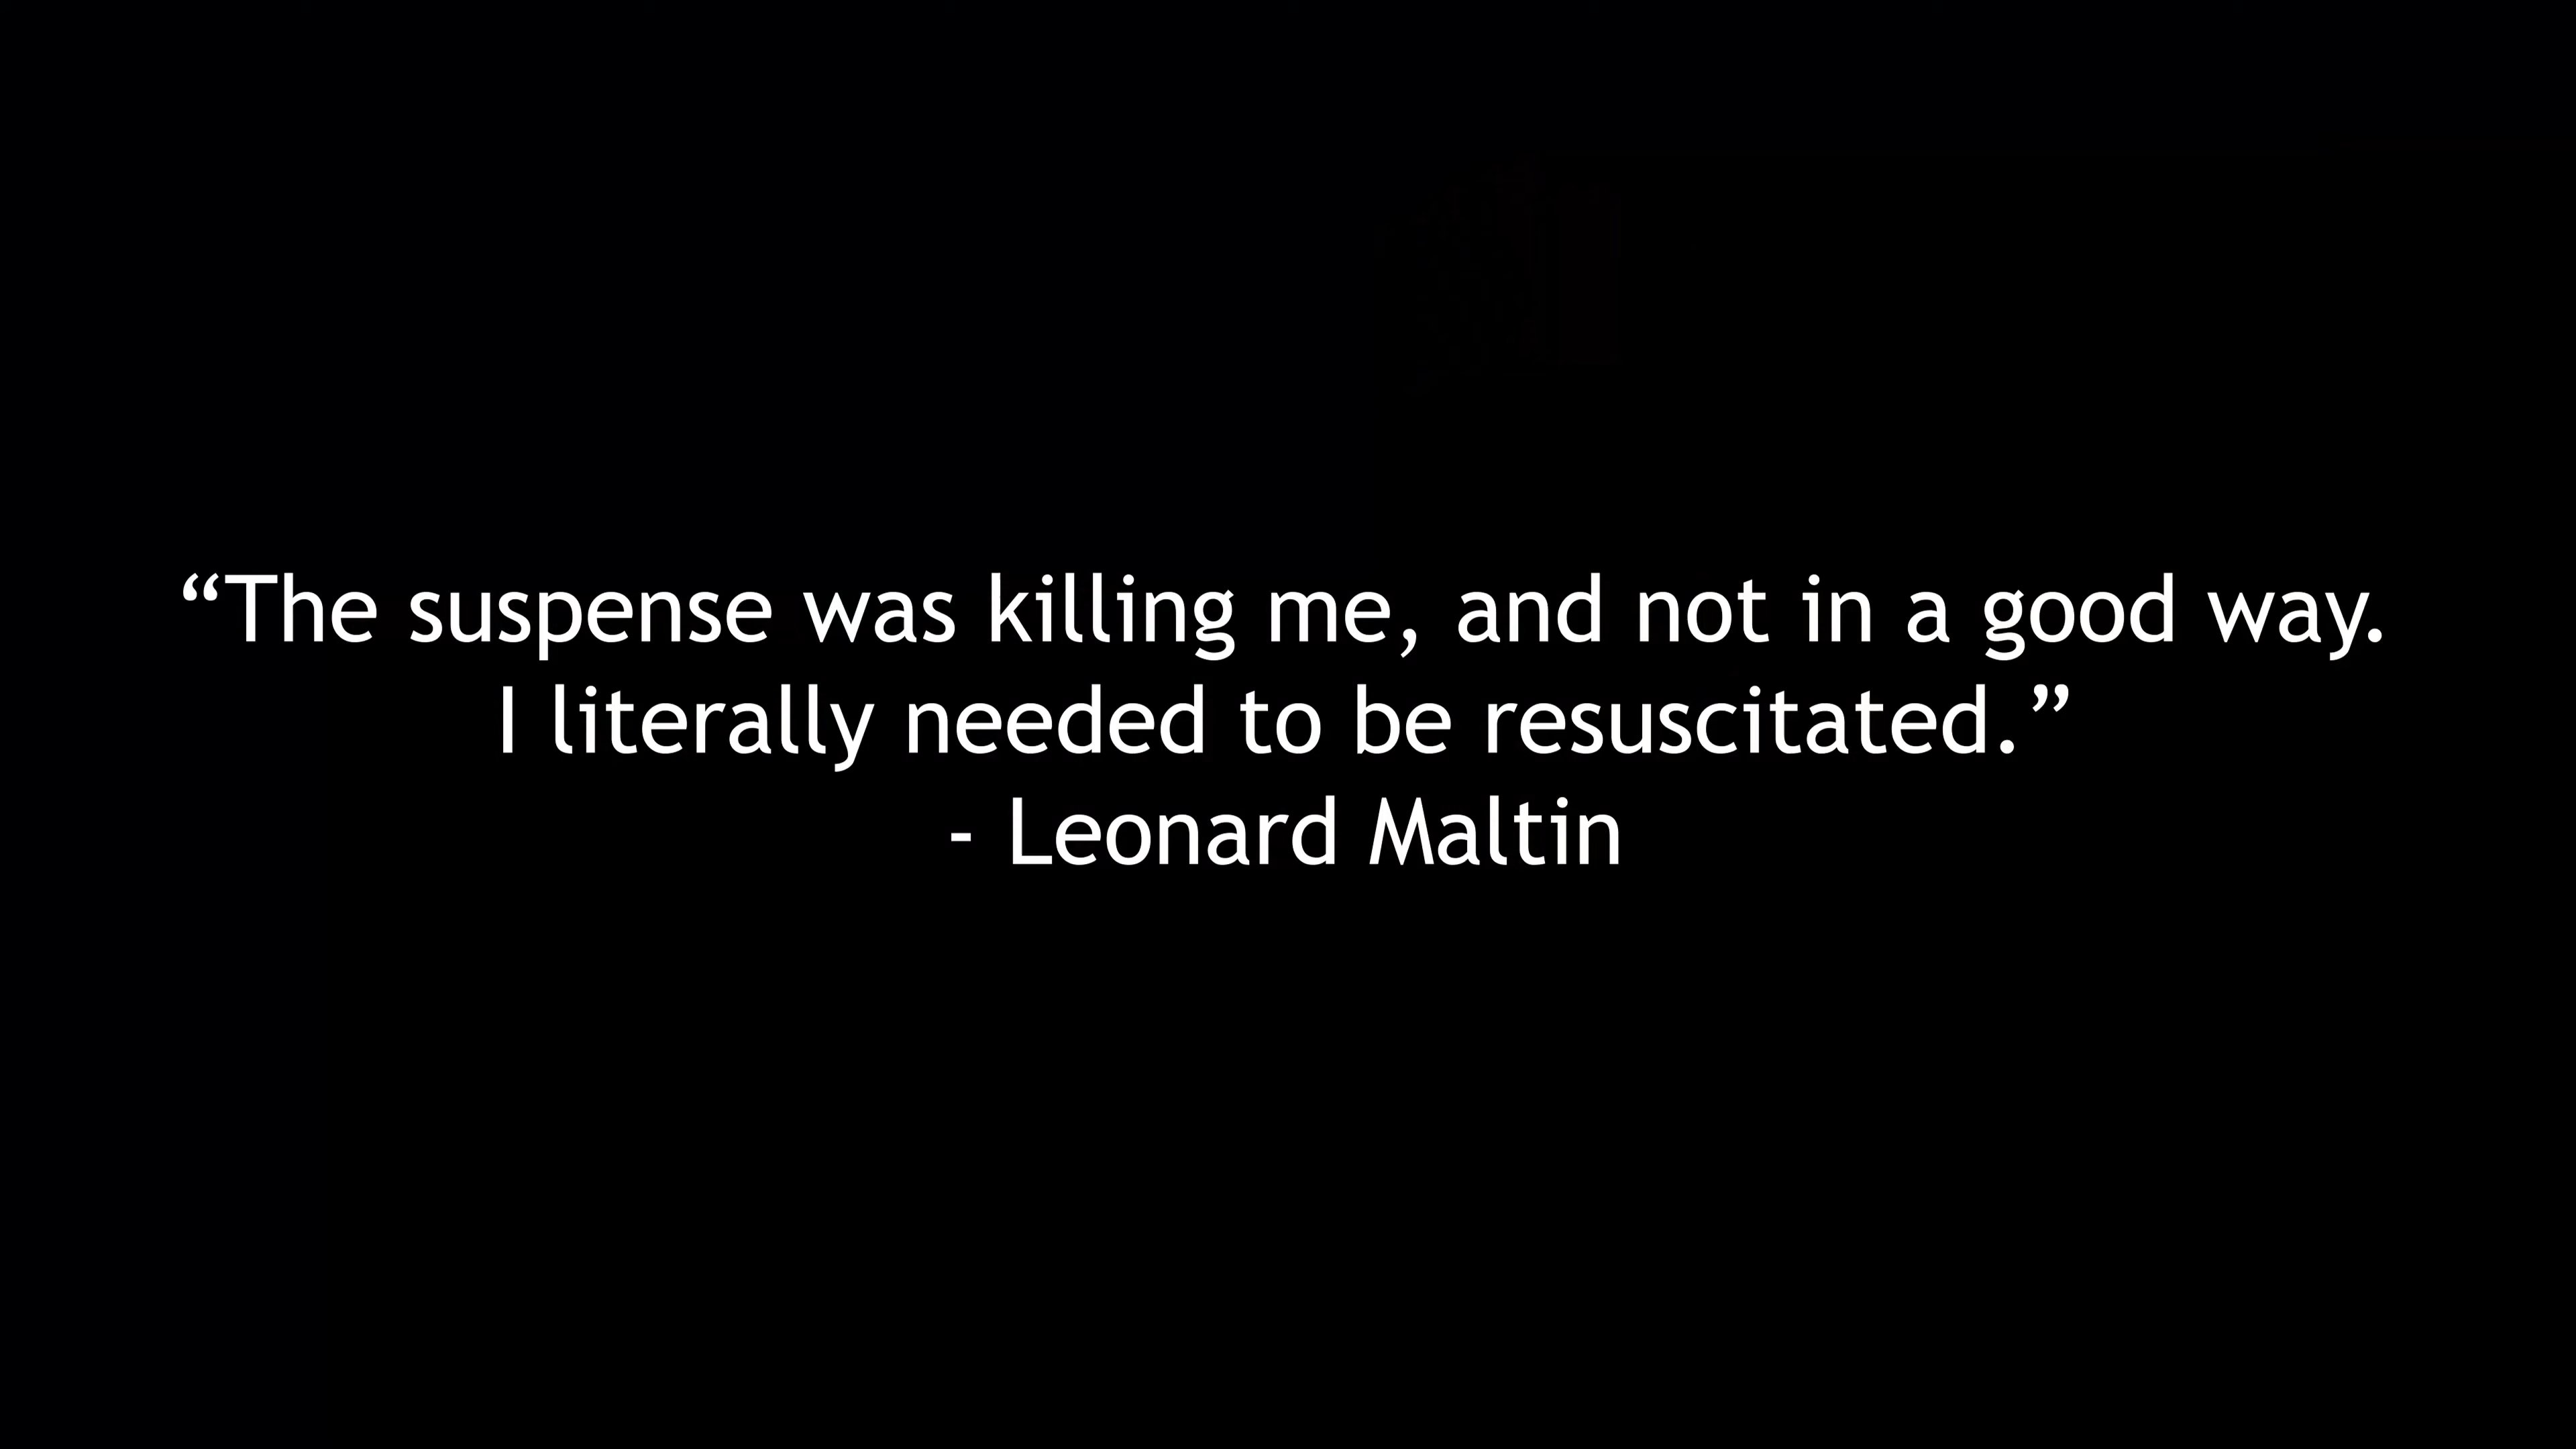 “The suspense was killing me, and not in a good way.
I literally needed to be resuscitated.”
- Leonard Maltin